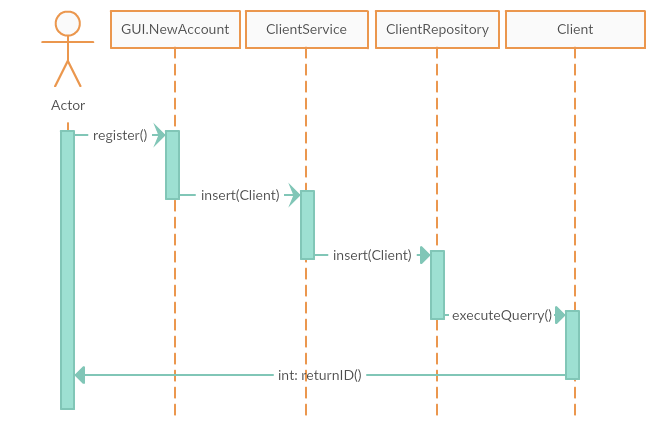 GUI.NewAccount
ClientService
ClientRepository
Client
Actor
register()
insert(Client)
insert(Client)
executeQuerry()
int: returnID()